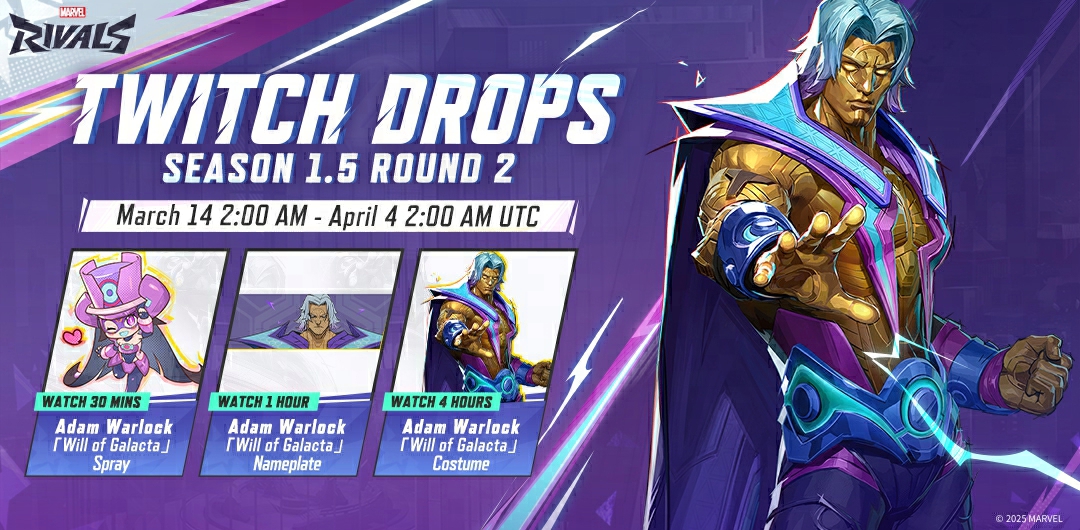 MARVEL
RIVALS
TWITCH DROPS
SEASON 1.5 ROUND 2
March 14 2:00 AM - April 4 2:00 AM UTC
WATCH 30 MINS
Adam Warlock
「Will of Galacta」
Spray
WATCH 1 HOUR
Adam Warlock
「Will of Galacta」
Nameplate
WATCH 4 HOURS
Adam Warlock
「Will of Galacta」
Costume
© 2025 MARVEL